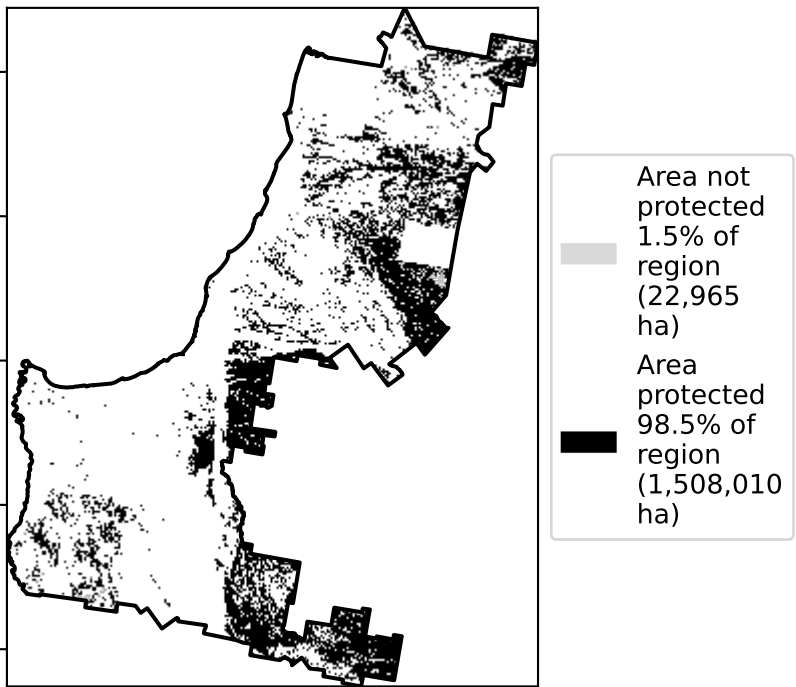 Area not
protected
1.5% of
region
(22,965
ha)
Area
protected
98.5% of
region
(1,508,010
ha)